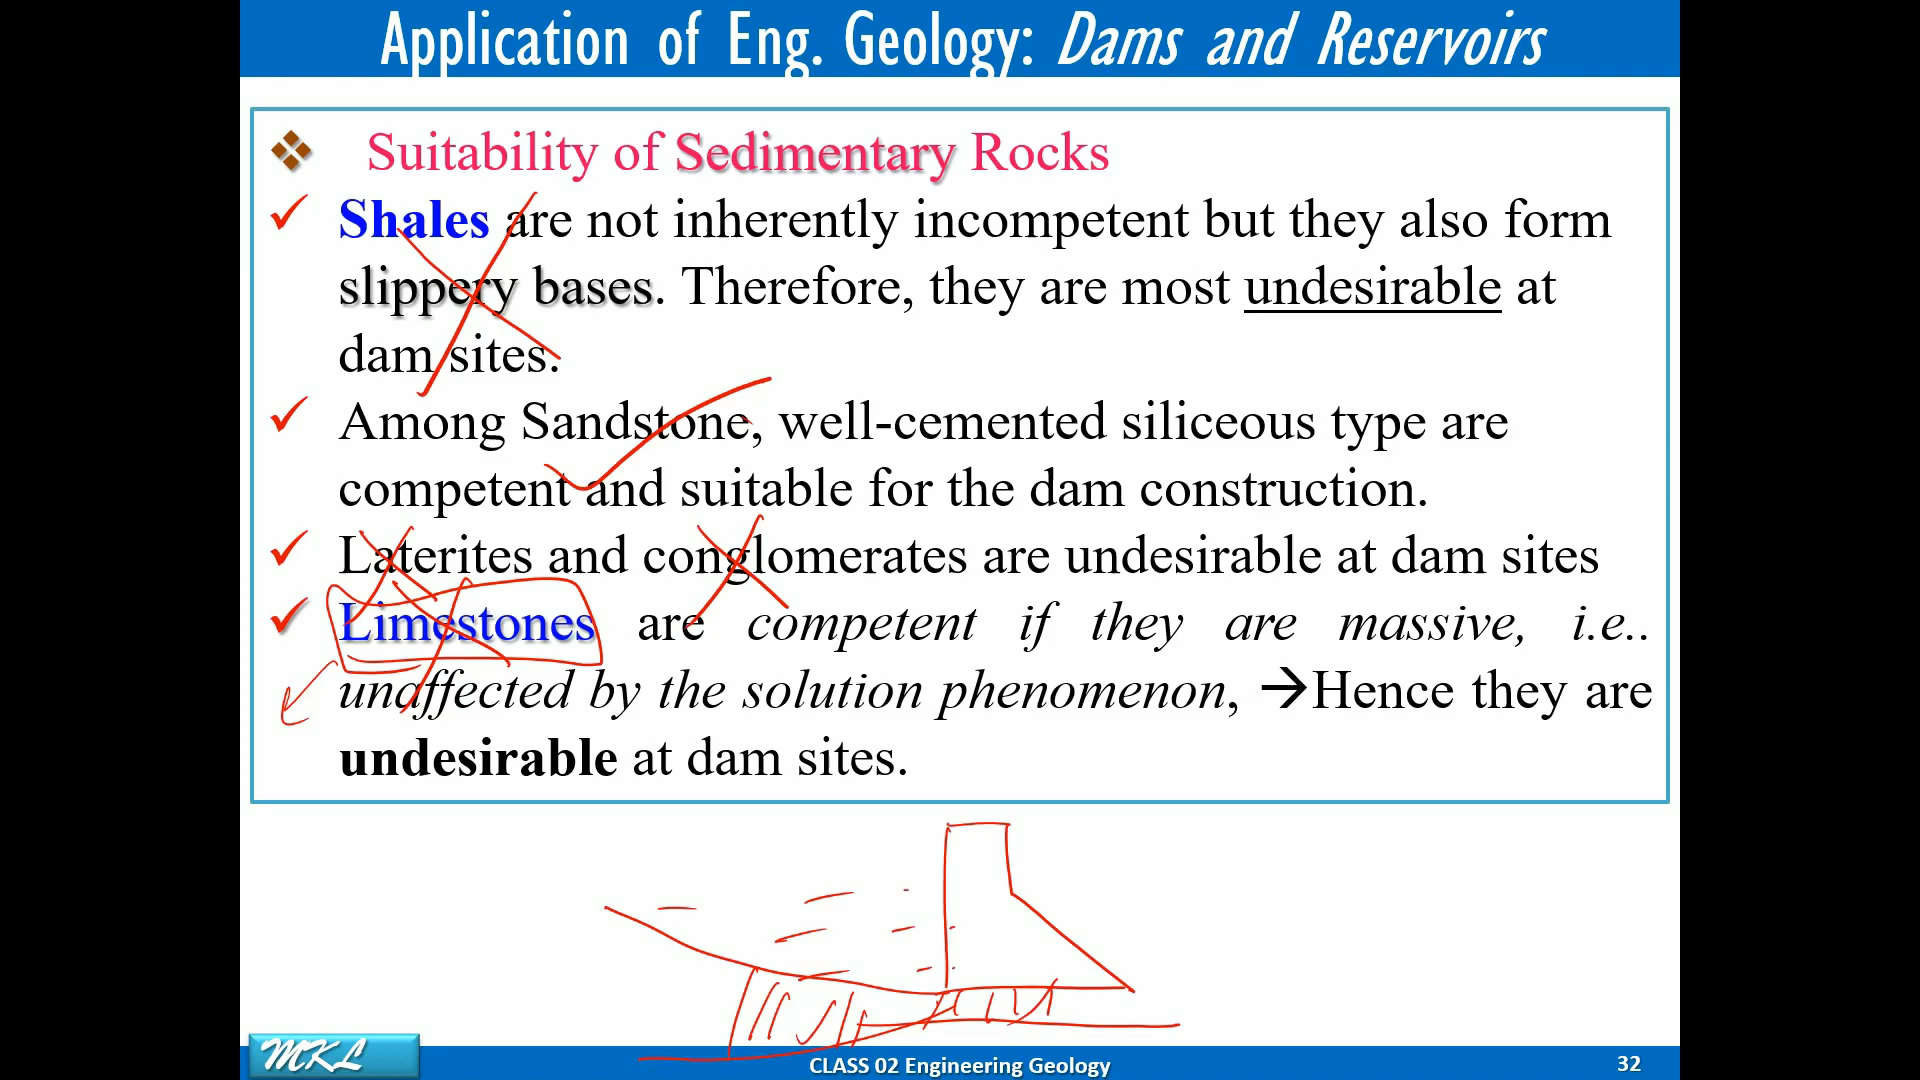 Application of Eng. Geology: Dams and Reservoirs
Suitability of Sedimentary Rocks
Shales are not inherently incompetent but they also form
slippery bases. Therefore, they are most undesirable at
dam sites.
Among Sandstone, well-cemented siliceous type are
competent and suitable for the dam construction.
Laterites and conglomerates are undesirable at dam sites
Limestones are competent if they are massive, i.e..
unaffected by the solution phenomenon, →Hence they are
undesirable at dam sites.
MKL
CLASS 02 Engineering Geology
32